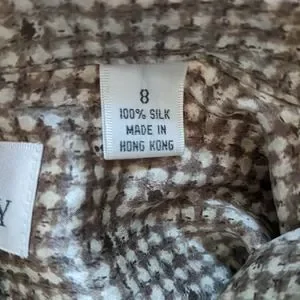 8
100% SILK
MADE IN
HONG KONG
Y